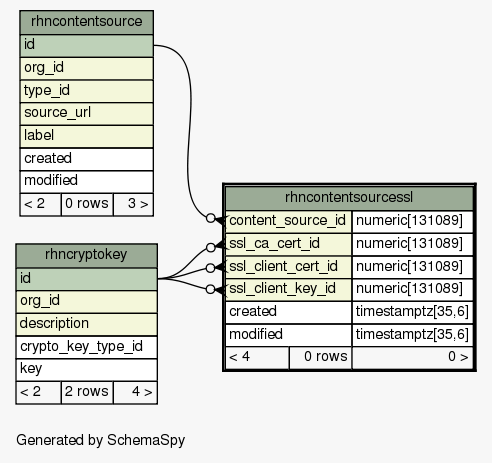 rhncontentsource
id
org_id
type_id
source_url
label
created
modified
< 2 0 rows 3 >
rhncontentsourcessl
content_source_id numeric[131089]
ssl_ca_cert_id numeric[131089]
ssl_client_cert_id numeric[131089]
ssl_client_key_id numeric[131089]
created timestamptz[35,6]
modified timestamptz[35,6]
< 4 0 rows 0 >
rhncryptokey
id
org_id
description
crypto_key_type_id
key
< 2 2 rows 4 >
Generated by SchemaSpy